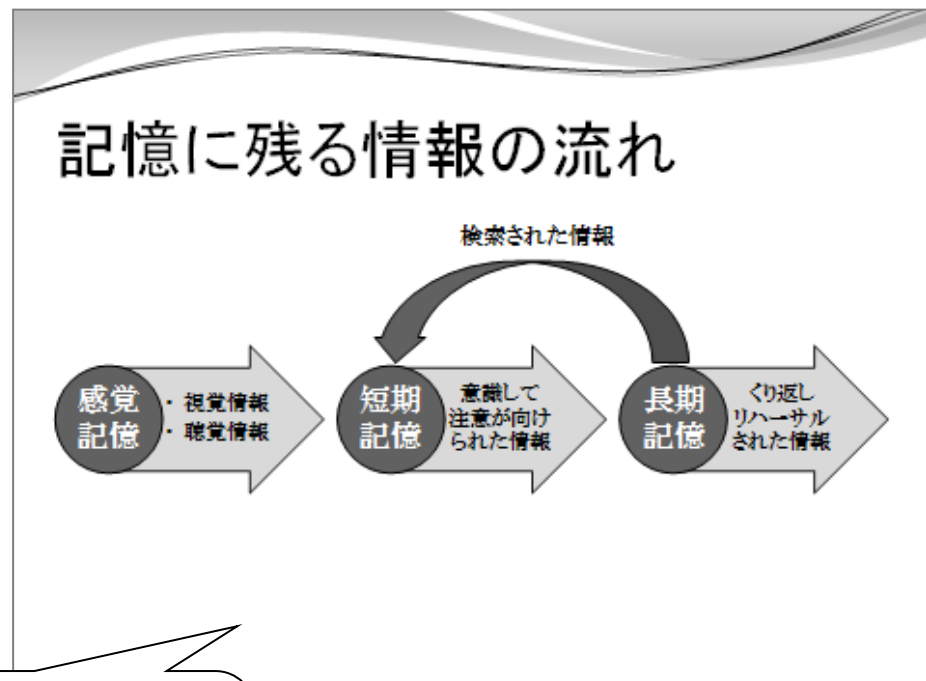 記憶に残る情報の流れ
検索された情報
感覚
記憶
・ 視覚情報
・ 聴覚情報
短期
記憶
意識して
注意が向け
られた情報
長期
記憶
くり返し
リハーサル
された情報